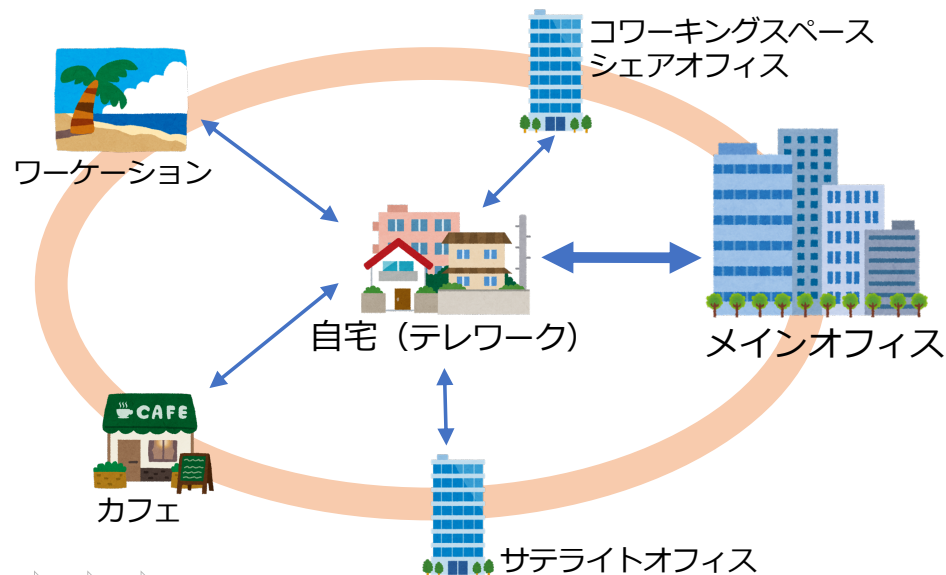 コワーキングスペース
シェアオフィス
ワーケーション
自宅（テレワーク）
メインオフィス
CAFE
カフェ
サテライトオフィス